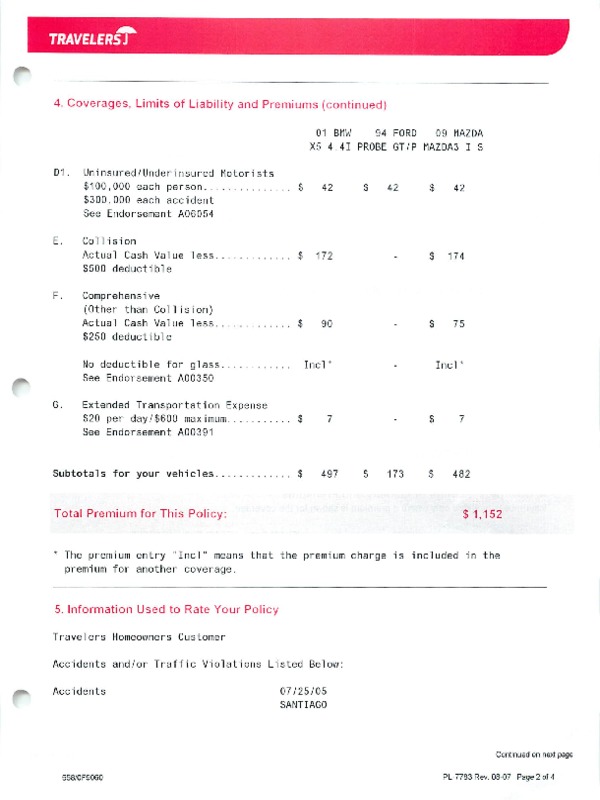 TRAVELERS
4. Coverages, Limits of Liability and Premiums (continued)
01 BMW 94 FORD 09 MAZDA
X5 4 4I PROBE GT/P MAZDA3 I S
D1. Uninsured/Underinsured Motorists
$100,000 each person.............. $ 42 $ 42 $ 42
$300,000 each accident
See Endorsement A06054
E. Collision
Actual Cash Value less............ $ 172 - $ 174
$500 deductible
F. Comprehensive
(Other than Collision)
Actual Cash Value less............ $ 90 - $ 75
$250 deductible
No deductible for glass........... Incl* - Incl*
See Endorsement A00350
G. Extended Transportation Expense
$20 per day/$600 maximum.......... $ 7 - $ 7
See Endorsement A00391
Subtotals for your vehicles............ $ 497 $ 173 $ 482
Total Premium for This Policy: $ 1,152
* The premium entry "Incl" means that the premium charge is included in the
premium for another coverage.
5. Information Used to Rate Your Policy
Travelers Homeowners Customer
Accidents and/or Traffic Violations Listed Below:
Accidents 07/25/05
SANTIAGO
Continued on next page
658/0F5060 PL-7783 Rev. 08-07 Page 2 of 4